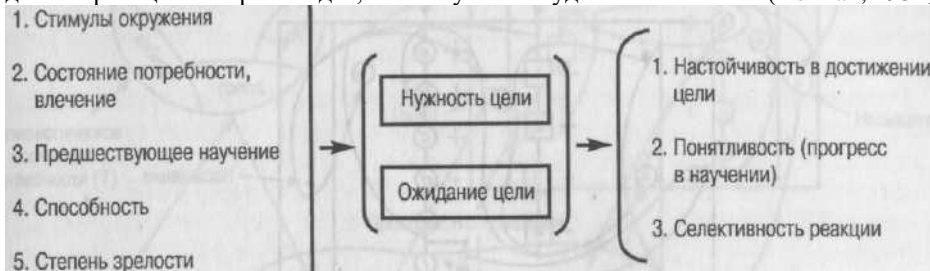 1. Стимулы окружения
2. Состояние потребности,
влечение
3. Предшествующее научение
4. Способность
5. Степень зрелости
Нужность цели
Ожидание цели
1. Настойчивость в достижении
цели
2. Понятливость (прогресс
в научении)
3. Селективность реакции